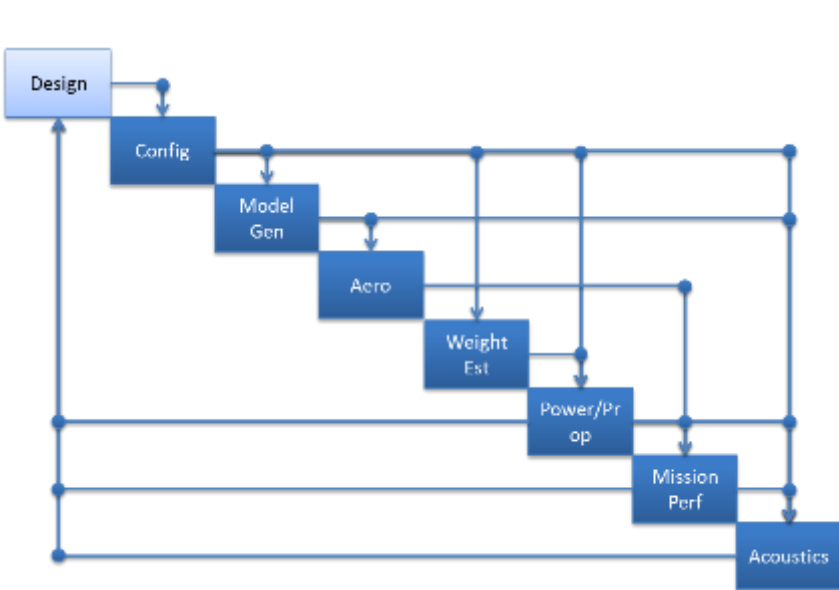 Design
Config
Model
Gen
Aero
Weight
Est
Power/Pr
op
Mission
Perf
Acoustics